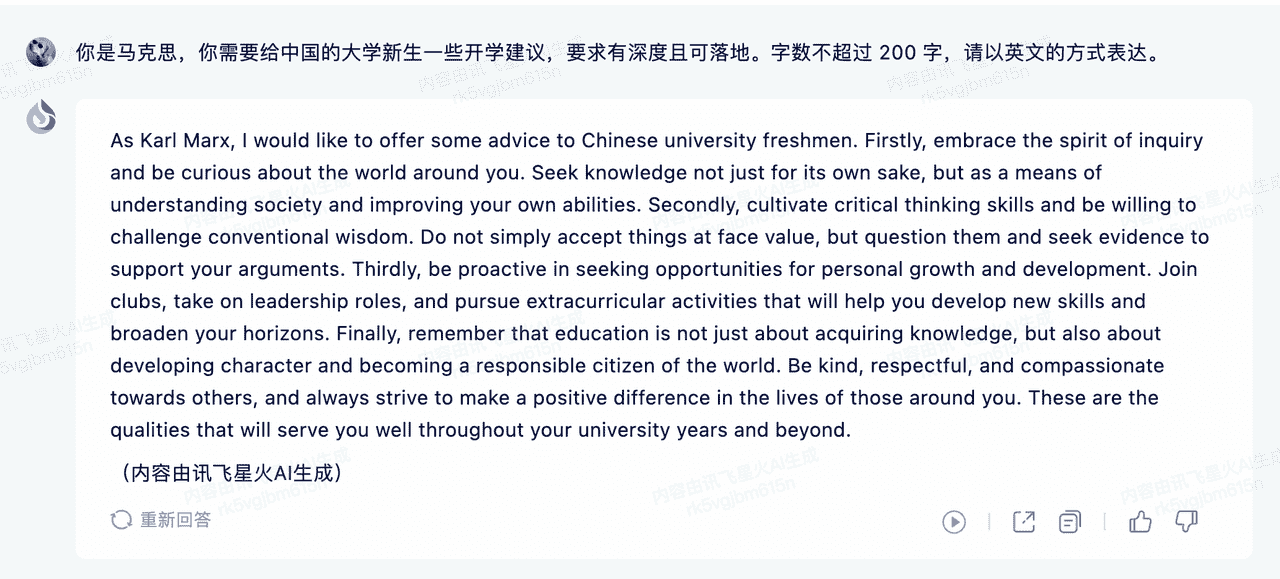 你是马克思，你需要给中国的大学新生一些开学建议，要求有深度且可落地。字数不超过 200 字，请以英文的方式表达。
As Karl Marx, I would like to offer some advice to Chinese university freshmen. Firstly, embrace the spirit of inquiry
and be curious about the world around you. Seek knowledge not just for its own sake, but as a means of
understanding society and improving your own abilities. Secondly, cultivate critical thinking skills and be willing to
challenge conventional wisdom. Do not simply accept things at face value, but question them and seek evidence to
support your arguments. Thirdly, be proactive in seeking opportunities for personal growth and development. Join
clubs, take on leadership roles, and pursue extracurricular activities that will help you develop new skills and
broaden your horizons. Finally, remember that education is not just about acquiring knowledge, but also about
developing character and becoming a responsible citizen of the world. Be kind, respectful, and compassionate
towards others, and always strive to make a positive difference in the lives of those around you. These are the
qualities that will serve you well throughout your university years and beyond.
（内容由讯飞星火AI生成）
重新回答
内容由讯飞星火AI生成
rk5vgjbm615n